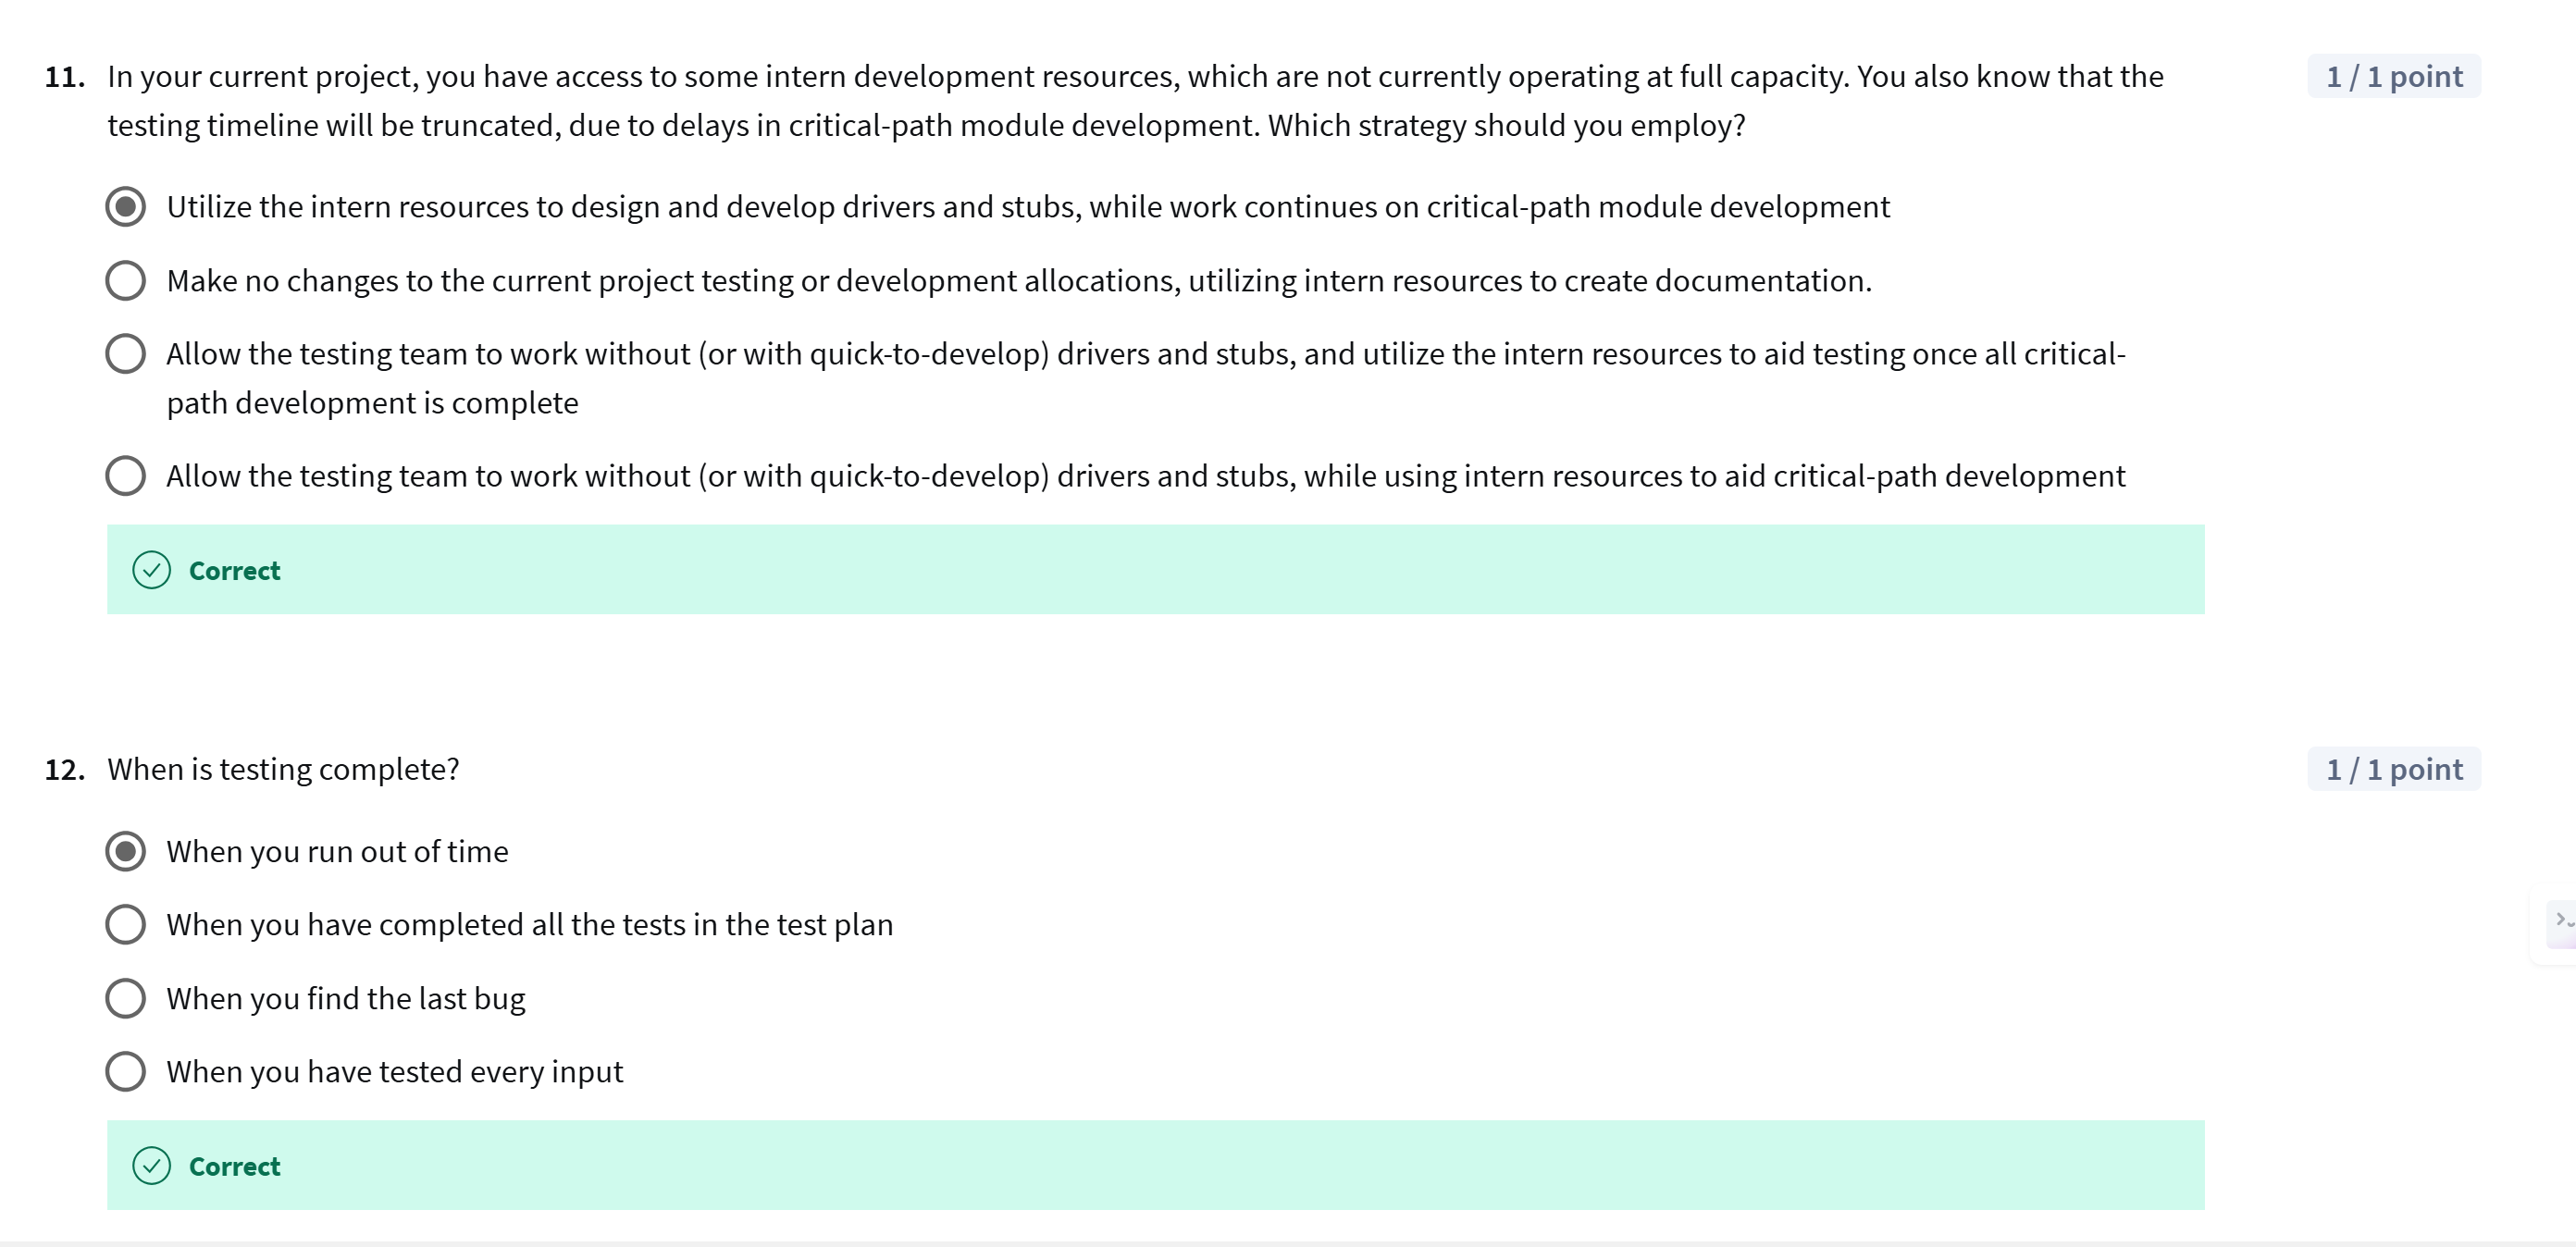 11. In your current project, you have access to some intern development resources, which are not currently operating at full capacity. You also know that the
1 / 1 point
testing timeline will be truncated, due to delays in critical-path module development. Which strategy should you employ?
Utilize the intern resources to design and develop drivers and stubs, while work continues on critical-path module development
Make no changes to the current project testing or development allocations, utilizing intern resources to create documentation.
Allow the testing team to work without (or with quick-to-develop) drivers and stubs, and utilize the intern resources to aid testing once all critical-
path development is complete
Allow the testing team to work without (or with quick-to-develop) drivers and stubs, while using intern resources to aid critical-path development
Correct
12. When is testing complete?
1 / 1 point
When you run out of time
When you have completed all the tests in the test plan
When you find the last bug
When you have tested every input
Correct